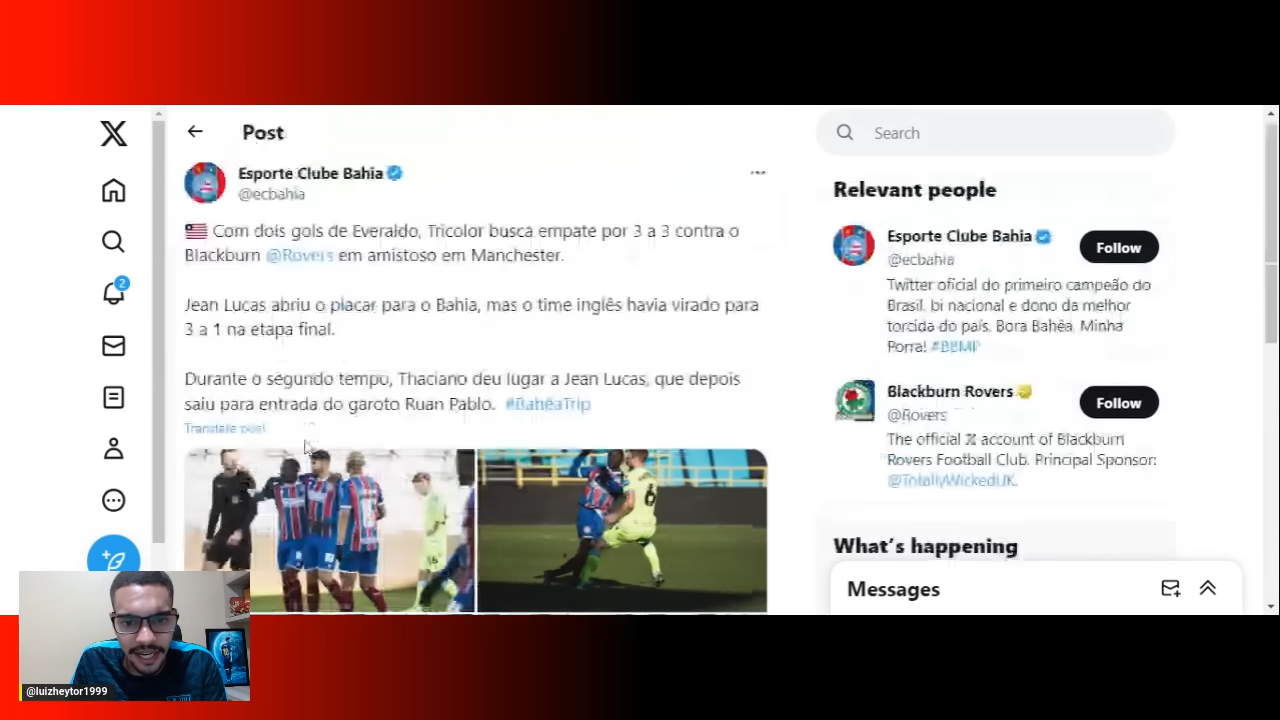 Post
Search
Esporte Clube Bahia
@ecbahia
Com dois gols de Everaldo, Tricolor busca empate por 3 a 3 contra o
Blackburn @Rovers em amistoso em Manchester.
Jean Lucas abriu o placar para o Bahia, mas o time inglês havia virado para
3 a 1 na etapa final.
Durante o segundo tempo, Thaciano deu lugar a Jean Lucas, que depois
saiu para entrada do garoto Ruan Pablo. #BahêaTrip
Translate post
2
6
Relevant people
Esporte Clube Bahia
@ecbahia
Follow
Twitter oficial do primeiro campeão do
Brasil, bi nacional e dono da melhor
torcida do país. Bora Bahêa, Minha
Porra! #BBMP
Blackburn Rovers
@Rovers
Follow
The official X account of Blackburn
Rovers Football Club. Principal Sponsor:
@TotallyWickedUK.
What's happening
Messages
@luizheytor1999